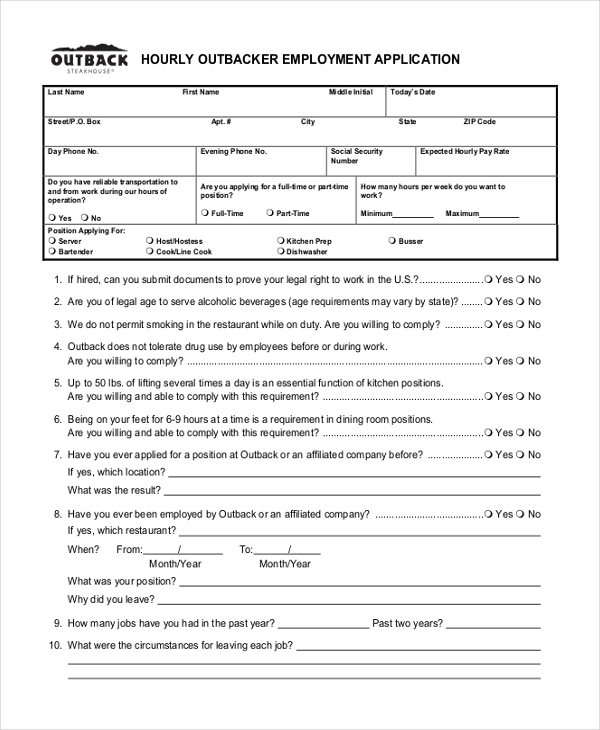 OUTBACK
STEAKHOUSE®
HOURLY OUTBACKER EMPLOYMENT APPLICATION
Last Name First Name Middle Initial Today's Date
Street/P.O. Box Apt. # City State ZIP Code
Day Phone No. Evening Phone No. Social Security Number Expected Hourly Pay Rate
Do you have reliable transportation to
and from work during our hours of
operation?
Yes No
Are you applying for a full-time or part-time
position?
Full-Time Part-Time
How many hours per week do you want to
work?
Minimum__________ Maximum__________
Position Applying For:
Server Host/Hostess Kitchen Prep Busser
Bartender Cook/Line Cook Dishwasher
1. If hired, can you submit documents to prove your legal right to work in the U.S.?........................ Yes No
2. Are you of legal age to serve alcoholic beverages (age requirements may vary by state)? ........ Yes No
3. We do not permit smoking in the restaurant while on duty. Are you willing to comply? ................ Yes No
4. Outback does not tolerate drug use by employees before or during work.
Are you willing to comply? ........................ Yes No
5. Up to 50 lbs. of lifting several times a day is an essential function of kitchen positions.
Are you willing and able to comply with this requirement? ........................ Yes No
6. Being on your feet for 6-9 hours at a time is a requirement in dining room positions.
Are you willing and able to comply with this requirement? ........................ Yes No
7. Have you ever applied for a position at Outback or an affiliated company before? .................... Yes No
If yes, which location? ____________________
What was the result? ____________________
8. Have you ever been employed by Outback or an affiliated company? ........................ Yes No
If yes, which restaurant? ____________________
When? From:______/________ To:______/________
Month/Year Month/Year
What was your position? ____________________
Why did you leave? ____________________
9. How many jobs have you had in the past year? ________________ Past two years? ________________
10. What were the circumstances for leaving each job? ____________________